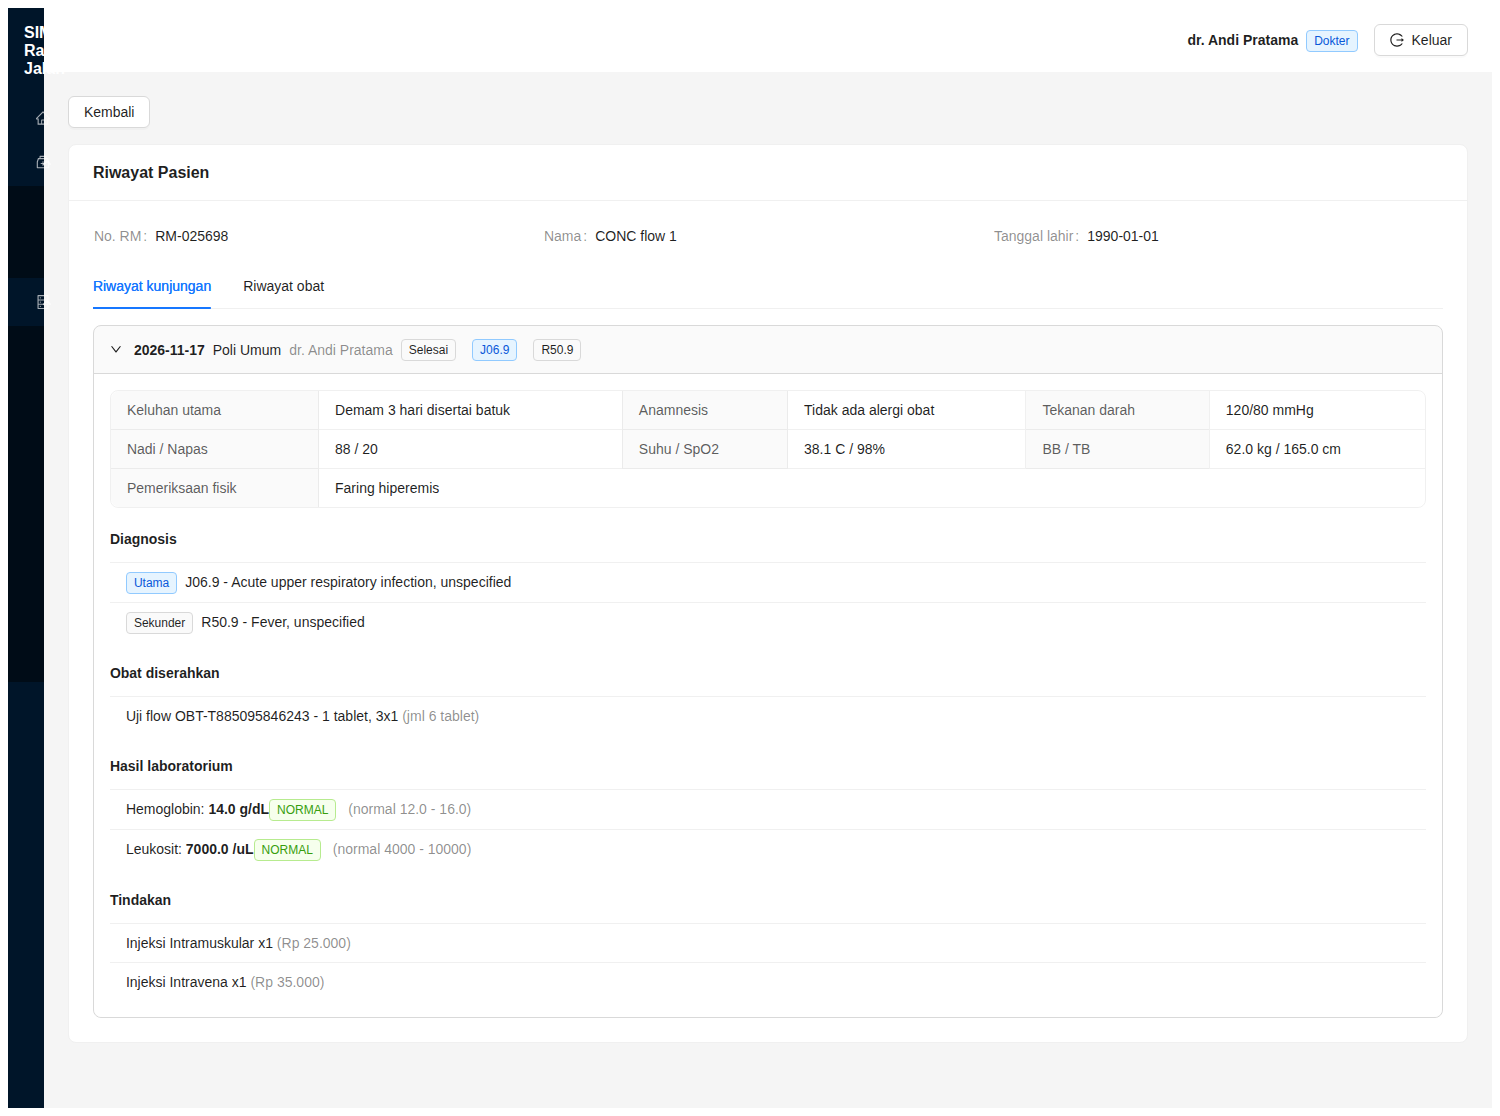 dr. Andi Pratama Dokter Keluar
Kembali
Riwayat Pasien
No. RM : RM-025698 Nama : CONC flow 1 Tanggal lahir : 1990-01-01
Riwayat kunjungan Riwayat obat
2026-11-17 Poli Umum dr. Andi Pratama Selesai J06.9 R50.9
Keluhan utama Demam 3 hari disertai batuk Anamnesis Tidak ada alergi obat Tekanan darah 120/80 mmHg
Nadi / Napas 88 / 20 Suhu / SpO2 38.1 C / 98% BB / TB 62.0 kg / 165.0 cm
Pemeriksaan fisik Faring hiperemis
Diagnosis
Utama J06.9 - Acute upper respiratory infection, unspecified
Sekunder R50.9 - Fever, unspecified
Obat diserahkan
Uji flow OBT-T885095846243 - 1 tablet, 3x1 (jml 6 tablet)
Hasil laboratorium
Hemoglobin: 14.0 g/dL NORMAL (normal 12.0 - 16.0)
Leukosit: 7000.0 /uL NORMAL (normal 4000 - 10000)
Tindakan
Injeksi Intramuskular x1 (Rp 25.000)
Injeksi Intravena x1 (Rp 35.000)